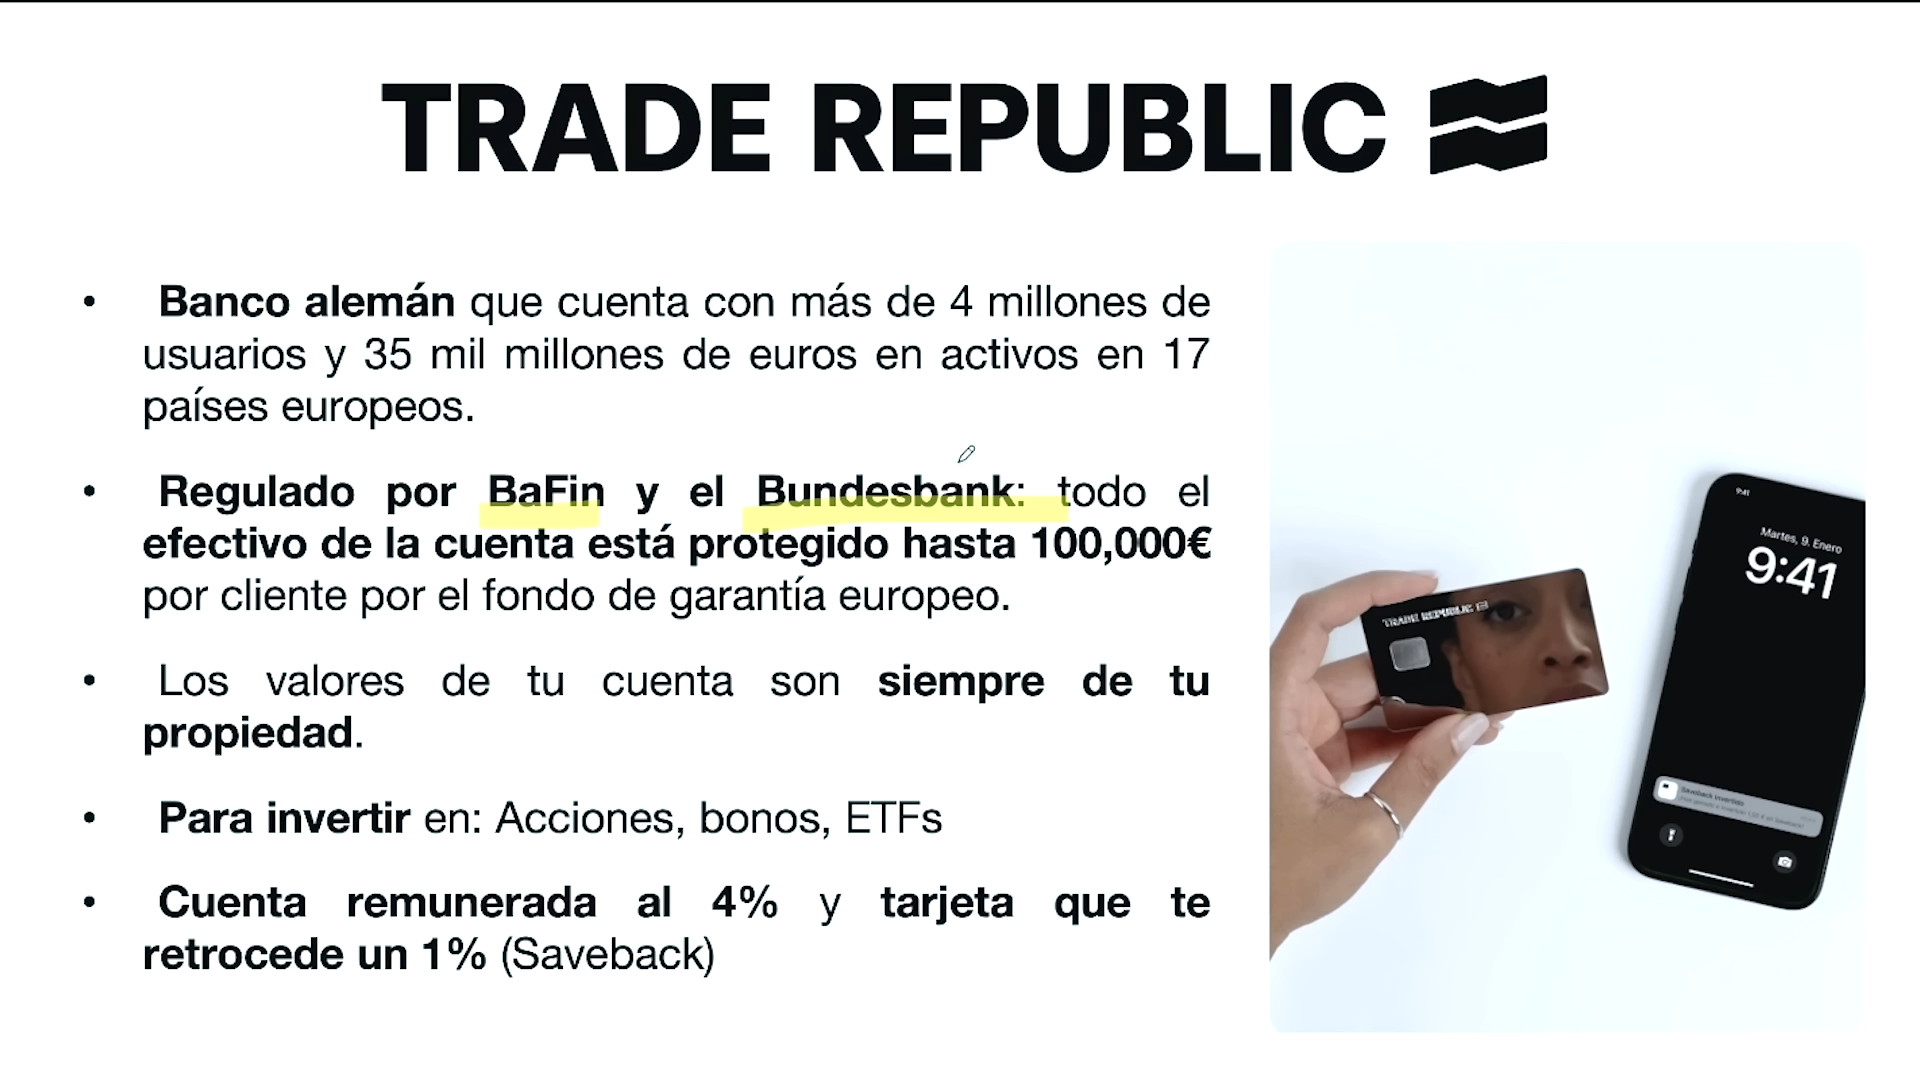 TRADE REPUBLIC
• Banco alemán que cuenta con más de 4 millones de
usuarios y 35 mil millones de euros en activos en 17
países europeos.
• Regulado por BaFin y el Bundesbank: todo el
efectivo de la cuenta está protegido hasta 100,000€
por cliente por el fondo de garantía europeo.
• Los valores de tu cuenta son siempre de tu
propiedad.
• Para invertir en: Acciones, bonos, ETFs
• Cuenta remunerada al 4% y tarjeta que te
retrocede un 1% (Saveback)
TRADE REPUBLIC
9:41
Martes, 9. Enero
9:41
Saveback invertido